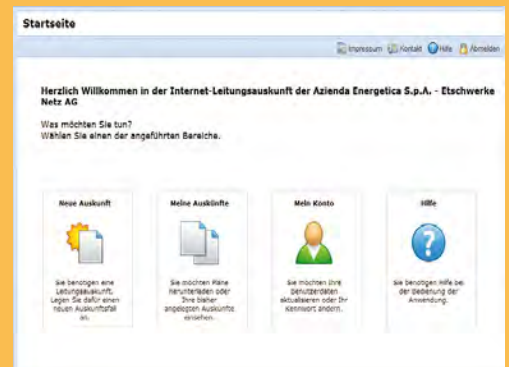 Startseite
Impressum Kontakt Hilfe Abmelden
Herzlich Willkommen in der Internet-Leitungsauskunft der Azienda Energetica S.p.A. - Etschwerke
Netz AG
Was möchten Sie tun?
Wählen Sie einen der angeführten Bereiche.
Neue Auskunft
Sie benötigen eine
Leitungsauskunft.
Legen Sie dafür einen
neuen Auskunftsfall
an.
Meine Auskünfte
Sie möchten Pläne
herunterladen oder
Ihre bisher
angelegten Auskünfte
einsehen.
Mein Konto
Sie möchten Ihre
Benutzerdaten
aktualisieren oder Ihr
Kennwort ändern.
Hilfe
Sie benötigen Hilfe bei
der Bedienung der
Anwendung.